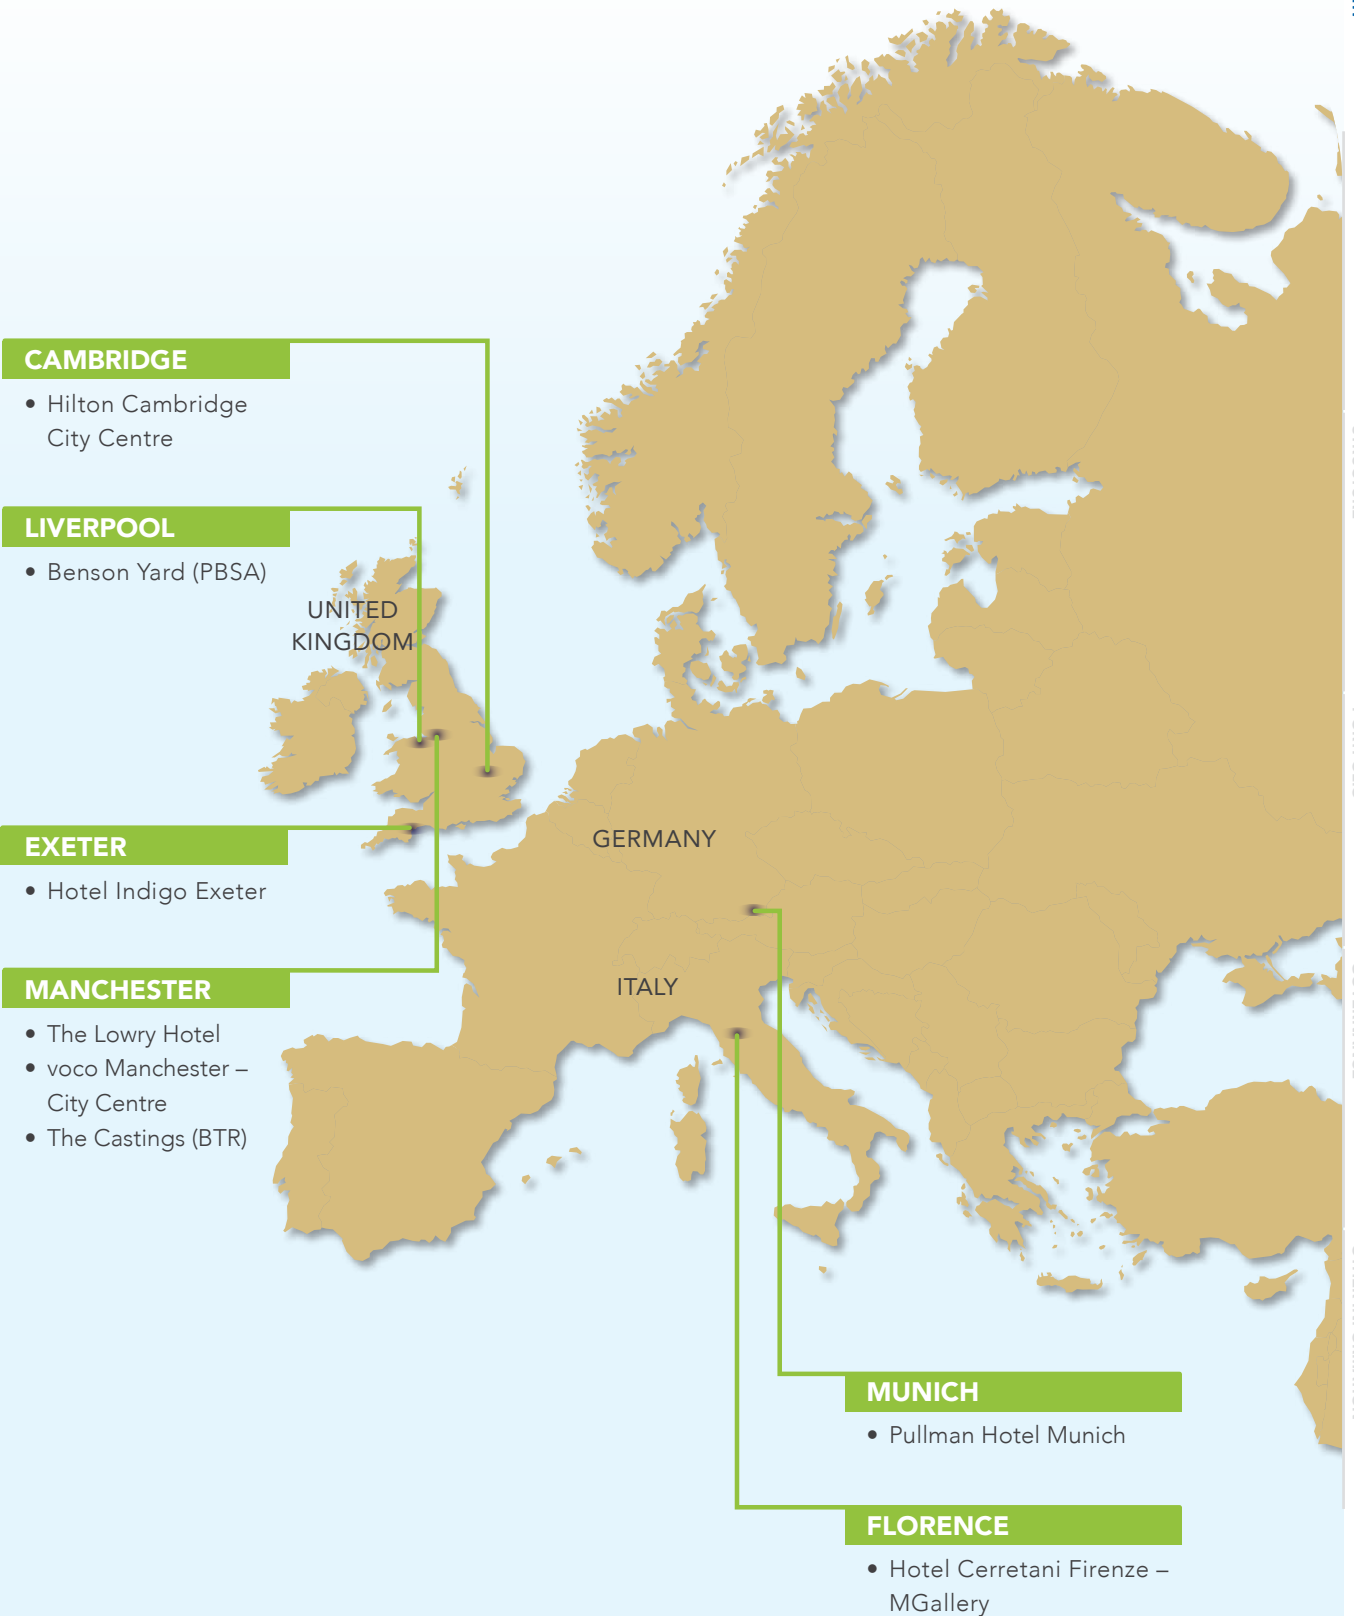 CAMBRIDGE
• Hilton Cambridge
City Centre
LIVERPOOL
• Benson Yard (PBSA)
UNITED
KINGDOM
EXETER
• Hotel Indigo Exeter
MANCHESTER
• The Lowry Hotel
• voco Manchester –
City Centre
• The Castings (BTR)
GERMANY
ITALY
MUNICH
• Pullman Hotel Munich
FLORENCE
• Hotel Cerretani Firenze –
MGallery